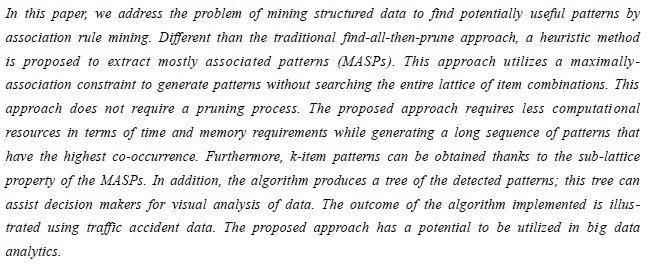 In this paper, we address the problem of mining structured data to find potentially useful patterns by
association rule mining. Different than the traditional find-all-then-prune approach, a heuristic method
is proposed to extract mostly associated patterns (MASPs). This approach utilizes a maximally-
association constraint to generate patterns without searching the entire lattice of item combinations. This
approach does not require a pruning process. The proposed approach requires less computational
resources in terms of time and memory requirements while generating a long sequence of patterns that
have the highest co-occurrence. Furthermore, k-item patterns can be obtained thanks to the sub-lattice
property of the MASPs. In addition, the algorithm produces a tree of the detected patterns; this tree can
assist decision makers for visual analysis of data. The outcome of the algorithm implemented is illus-
trated using traffic accident data. The proposed approach has a potential to be utilized in big data
analytics.